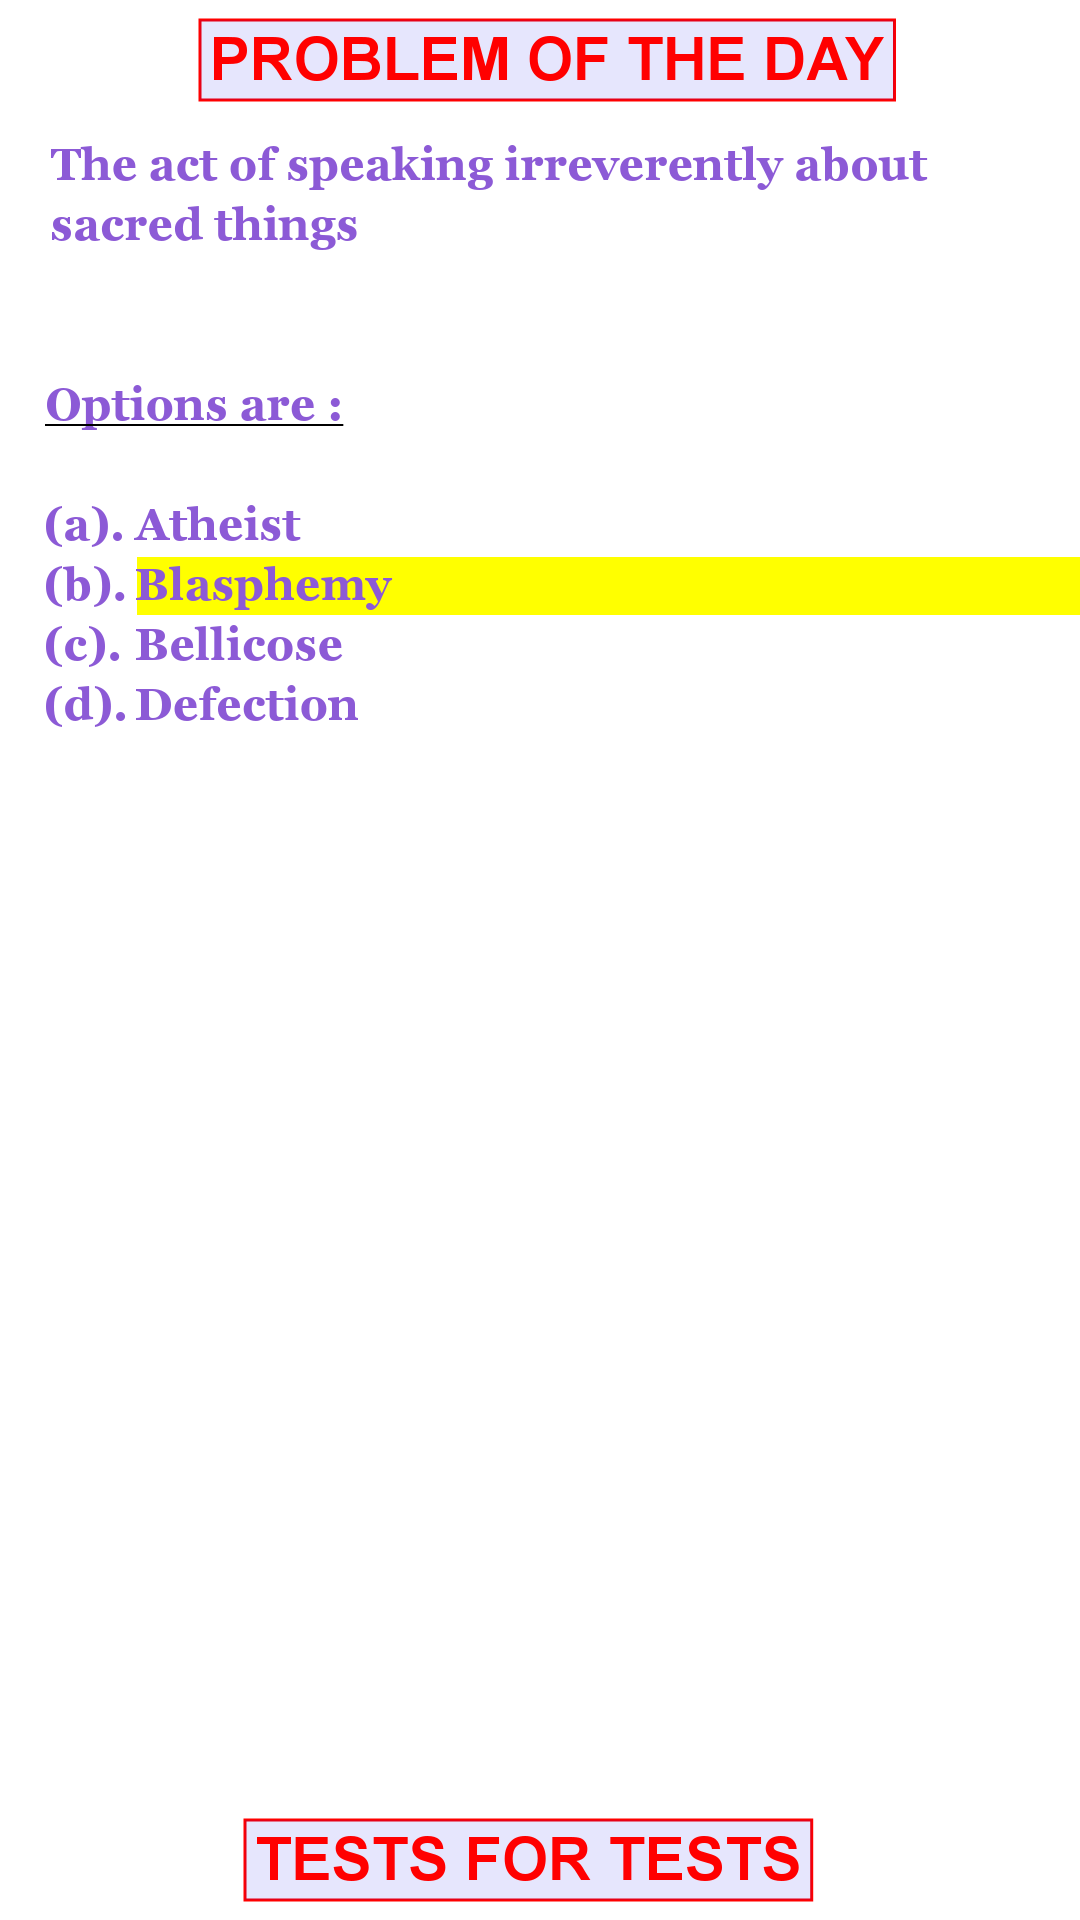 PROBLEM OF THE DAY
The act of speaking irreverently about
sacred things
Options are :
(a). Atheist
(b). Blasphemy
(c). Bellicose
(d). Defection
TESTS FOR TESTS